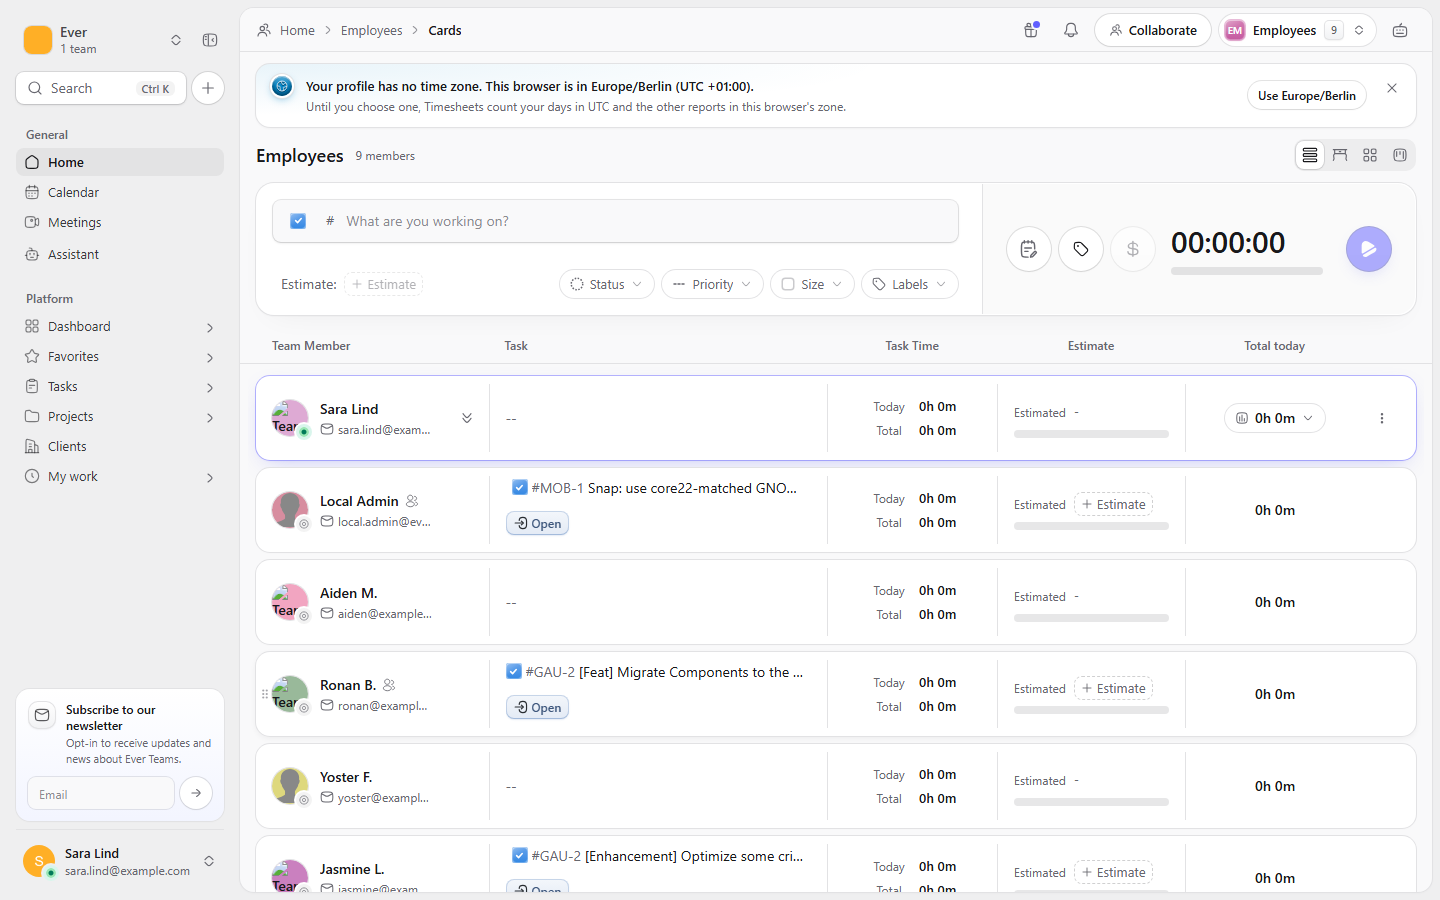 Ever
1 team
Search
Ctrl K
General
Home
Calendar
Meetings
Assistant
Platform
Dashboard
Favorites
Tasks
Projects
Clients
My work
Subscribe to our
newsletter
Opt-in to receive updates and
news about Ever Teams.
Email
S
Sara Lind
sara.lind@example.com
Home
Employees
Cards
Collaborate
EM
Employees
9
Your profile has no time zone. This browser is in Europe/Berlin (UTC +01:00).
Until you choose one, Timesheets count your days in UTC and the other reports in this browser's zone.
Use Europe/Berlin
Employees
9 members
# What are you working on?
Estimate:
+ Estimate
Status
Priority
Size
Labels
00:00:00
Team Member
Task
Task Time
Estimate
Total today
Tear
Sara Lind
sara.lind@exam...
--
Today 0h 0m
Total 0h 0m
Estimated -
0h 0m
Local Admin
local.admin@ev...
#MOB-1 Snap: use core22-matched GNO...
Open
Today 0h 0m
Total 0h 0m
Estimated + Estimate
0h 0m
Tear
Aiden M.
aiden@example...
--
Today 0h 0m
Total 0h 0m
Estimated -
0h 0m
Tear
Ronan B.
ronan@exampl...
#GAU-2 [Feat] Migrate Components to the ...
Open
Today 0h 0m
Total 0h 0m
Estimated + Estimate
0h 0m
Yoster F.
yoster@exampl...
--
Today 0h 0m
Total 0h 0m
Estimated -
0h 0m
Tear
Jasmine L.
jasmine@exam...
#GAU-2 [Enhancement] Optimize some cri...
Open
Today 0h 0m
Total 0h 0m
Estimated + Estimate
0h 0m